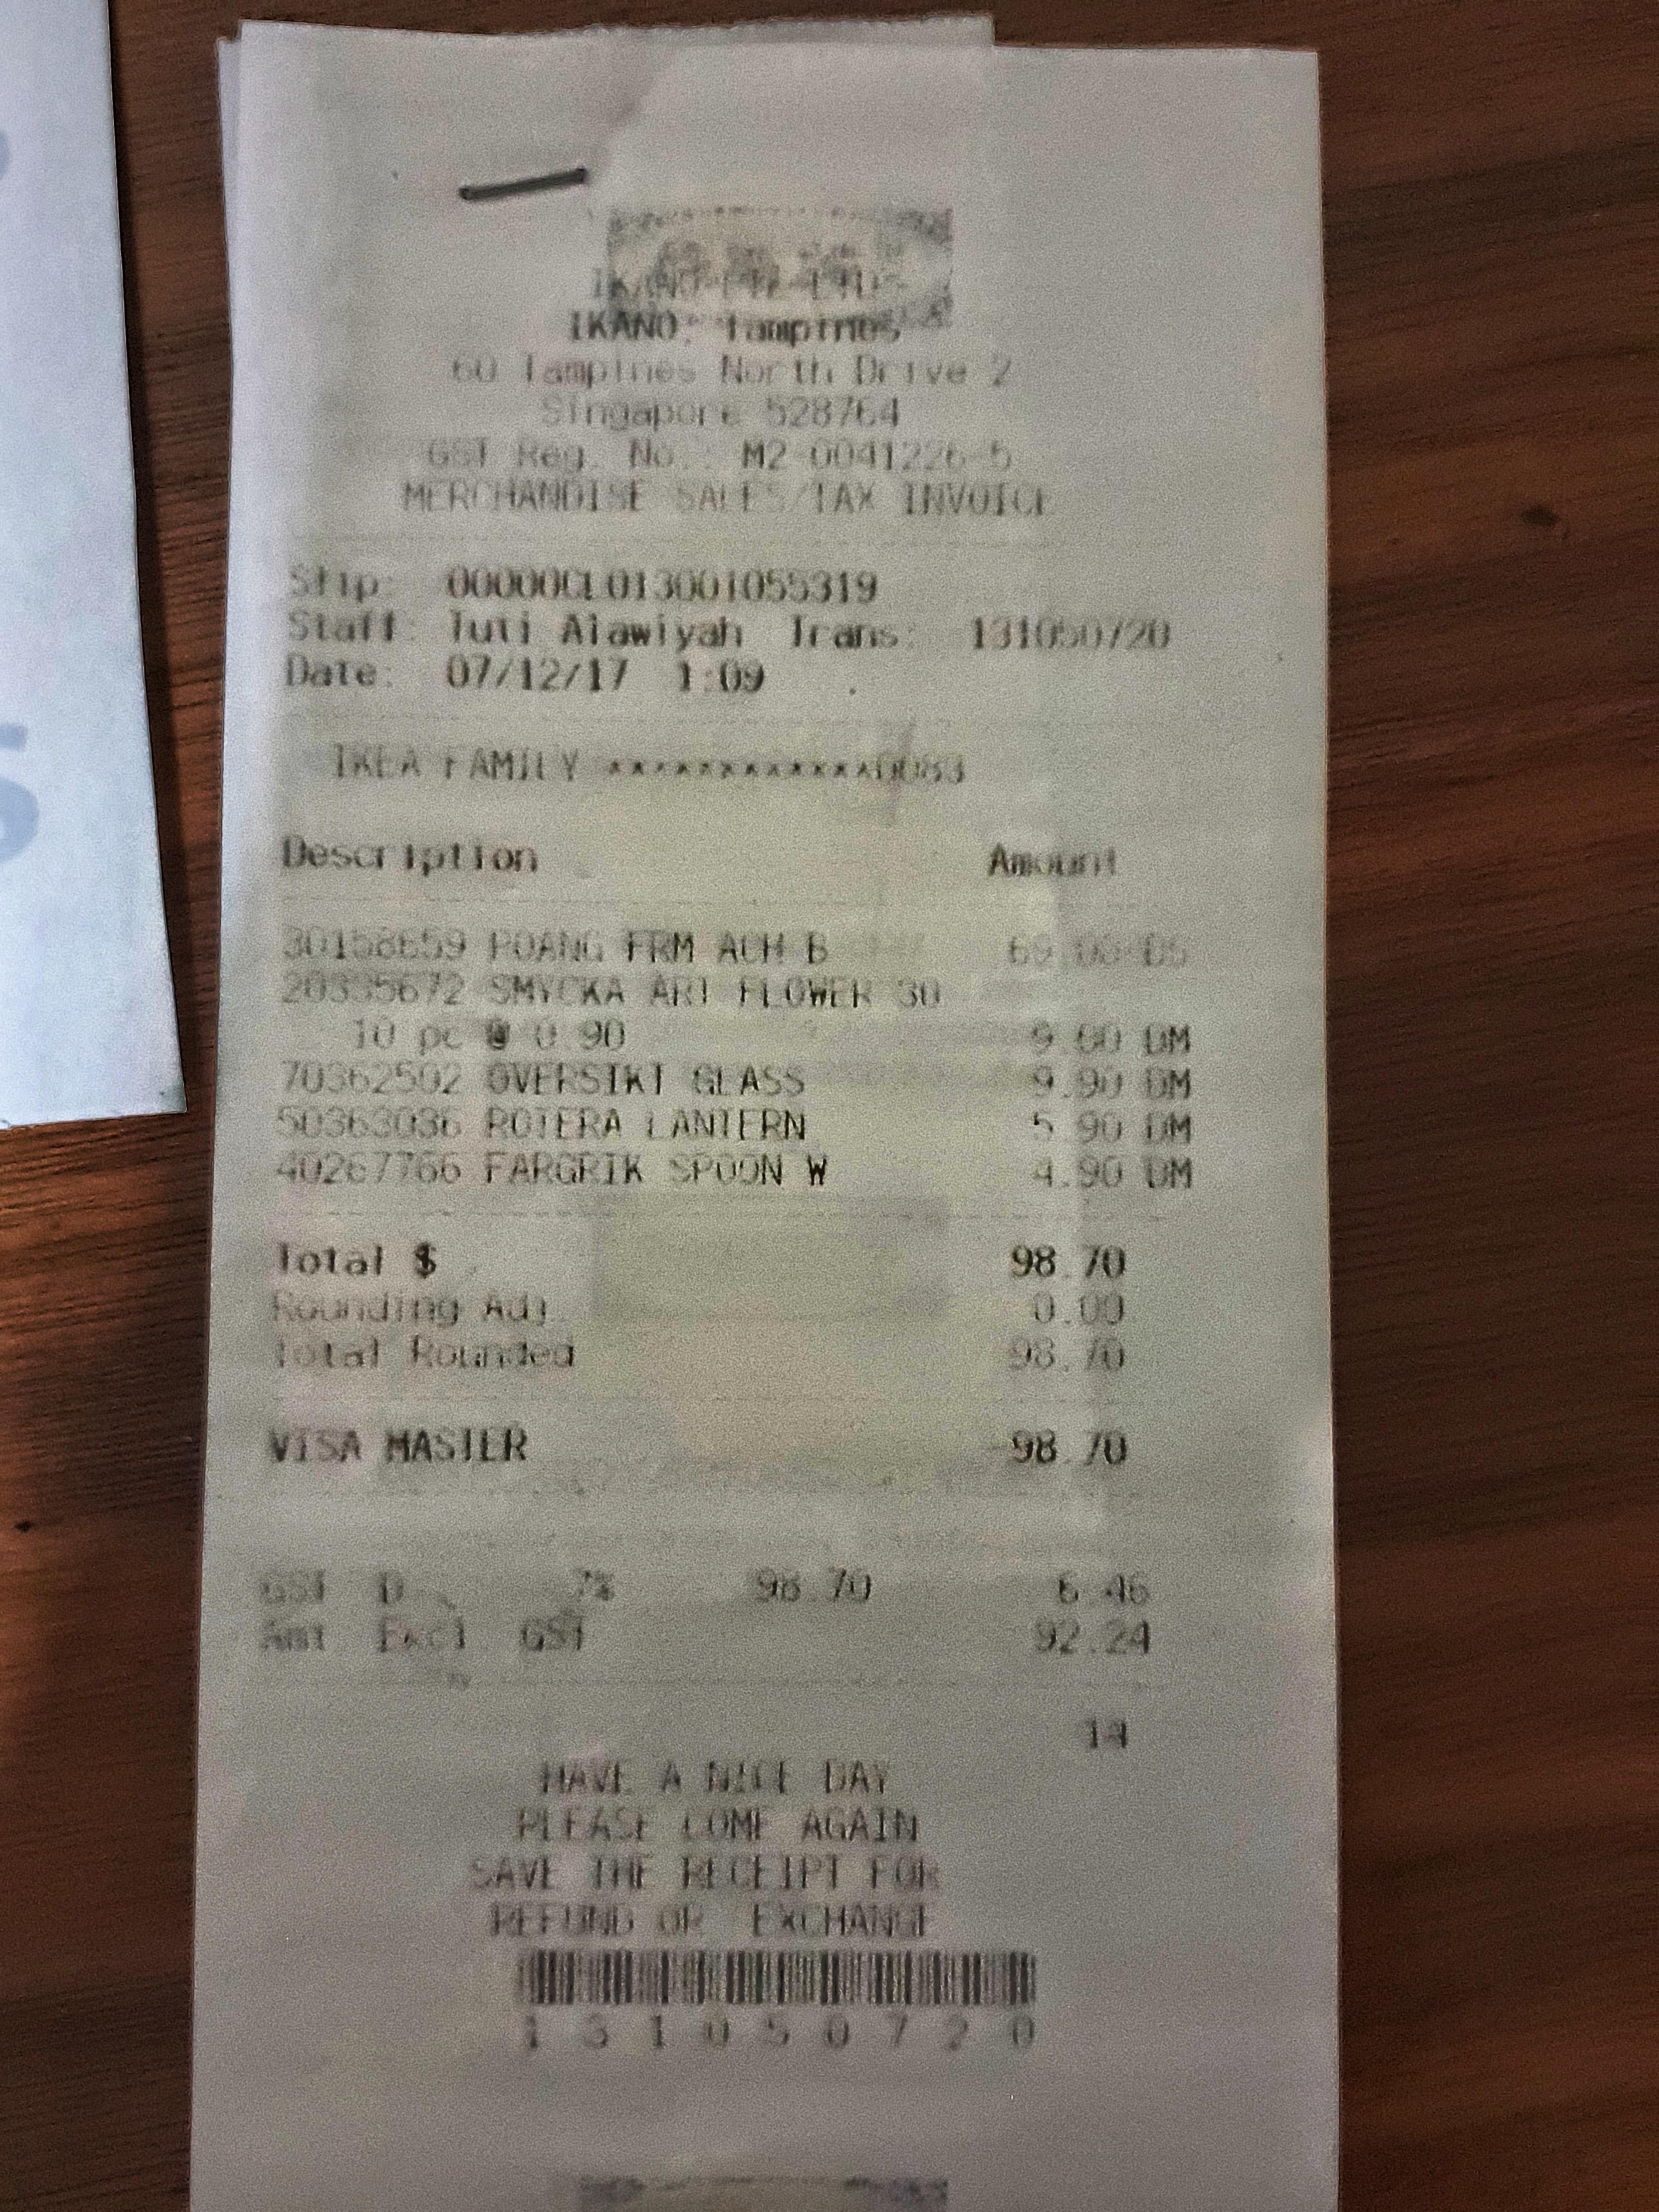 IKANO PTE LTD
IKANO, Tampines
60 Tampines North Drive 2
Singapore 528764
GST Reg. No.: M2-0041226-5
MERCHANDISE SALES/TAX INVOICE
Slip: 00000CL013001055319
Staff: Tuti Alawiyah Trans: 131050720
Date: 07/12/17 1:09
IKEA FAMILY ************0083
Description Amount
30158659 POANG FRM ACH B 69.00 DS
20335672 SMYCKA ART FLOWER 30
10 pc @ 0.90 9.00 DM
70362502 OVERSIKT GLASS 9.90 DM
50363036 ROTERA LANTERN 5.90 DM
40267766 FARGRIK SPOON W 4.90 DM
Total $ 98.70
Rounding Adj. 0.00
Total Rounded 98.70
VISA MASTER -98.70
GST D 7% 98.70 6.46
Amt Excl GST 92.24
14
HAVE A NICE DAY
PLEASE COME AGAIN
SAVE THE RECEIPT FOR
REFUND OR EXCHANGE
1 3 1 0 5 0 7 2 0